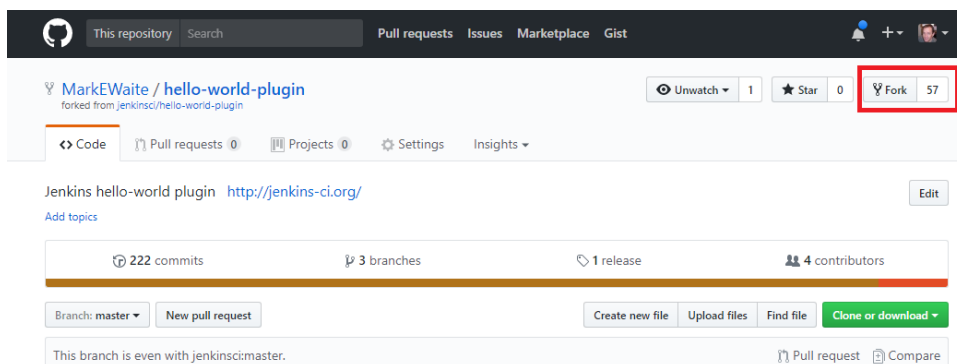 This repository Search Pull requests Issues Marketplace Gist
MarkEWaite / hello-world-plugin Unwatch 1 Star 0 Fork 57
forked from jenkinsci/hello-world-plugin
Code Pull requests 0 Projects 0 Settings Insights
Jenkins hello-world plugin http://jenkins-ci.org/ Edit
Add topics
222 commits 3 branches 1 release 4 contributors
Branch: master New pull request Create new file Upload files Find file Clone or download
This branch is even with jenkinsci:master. Pull request Compare